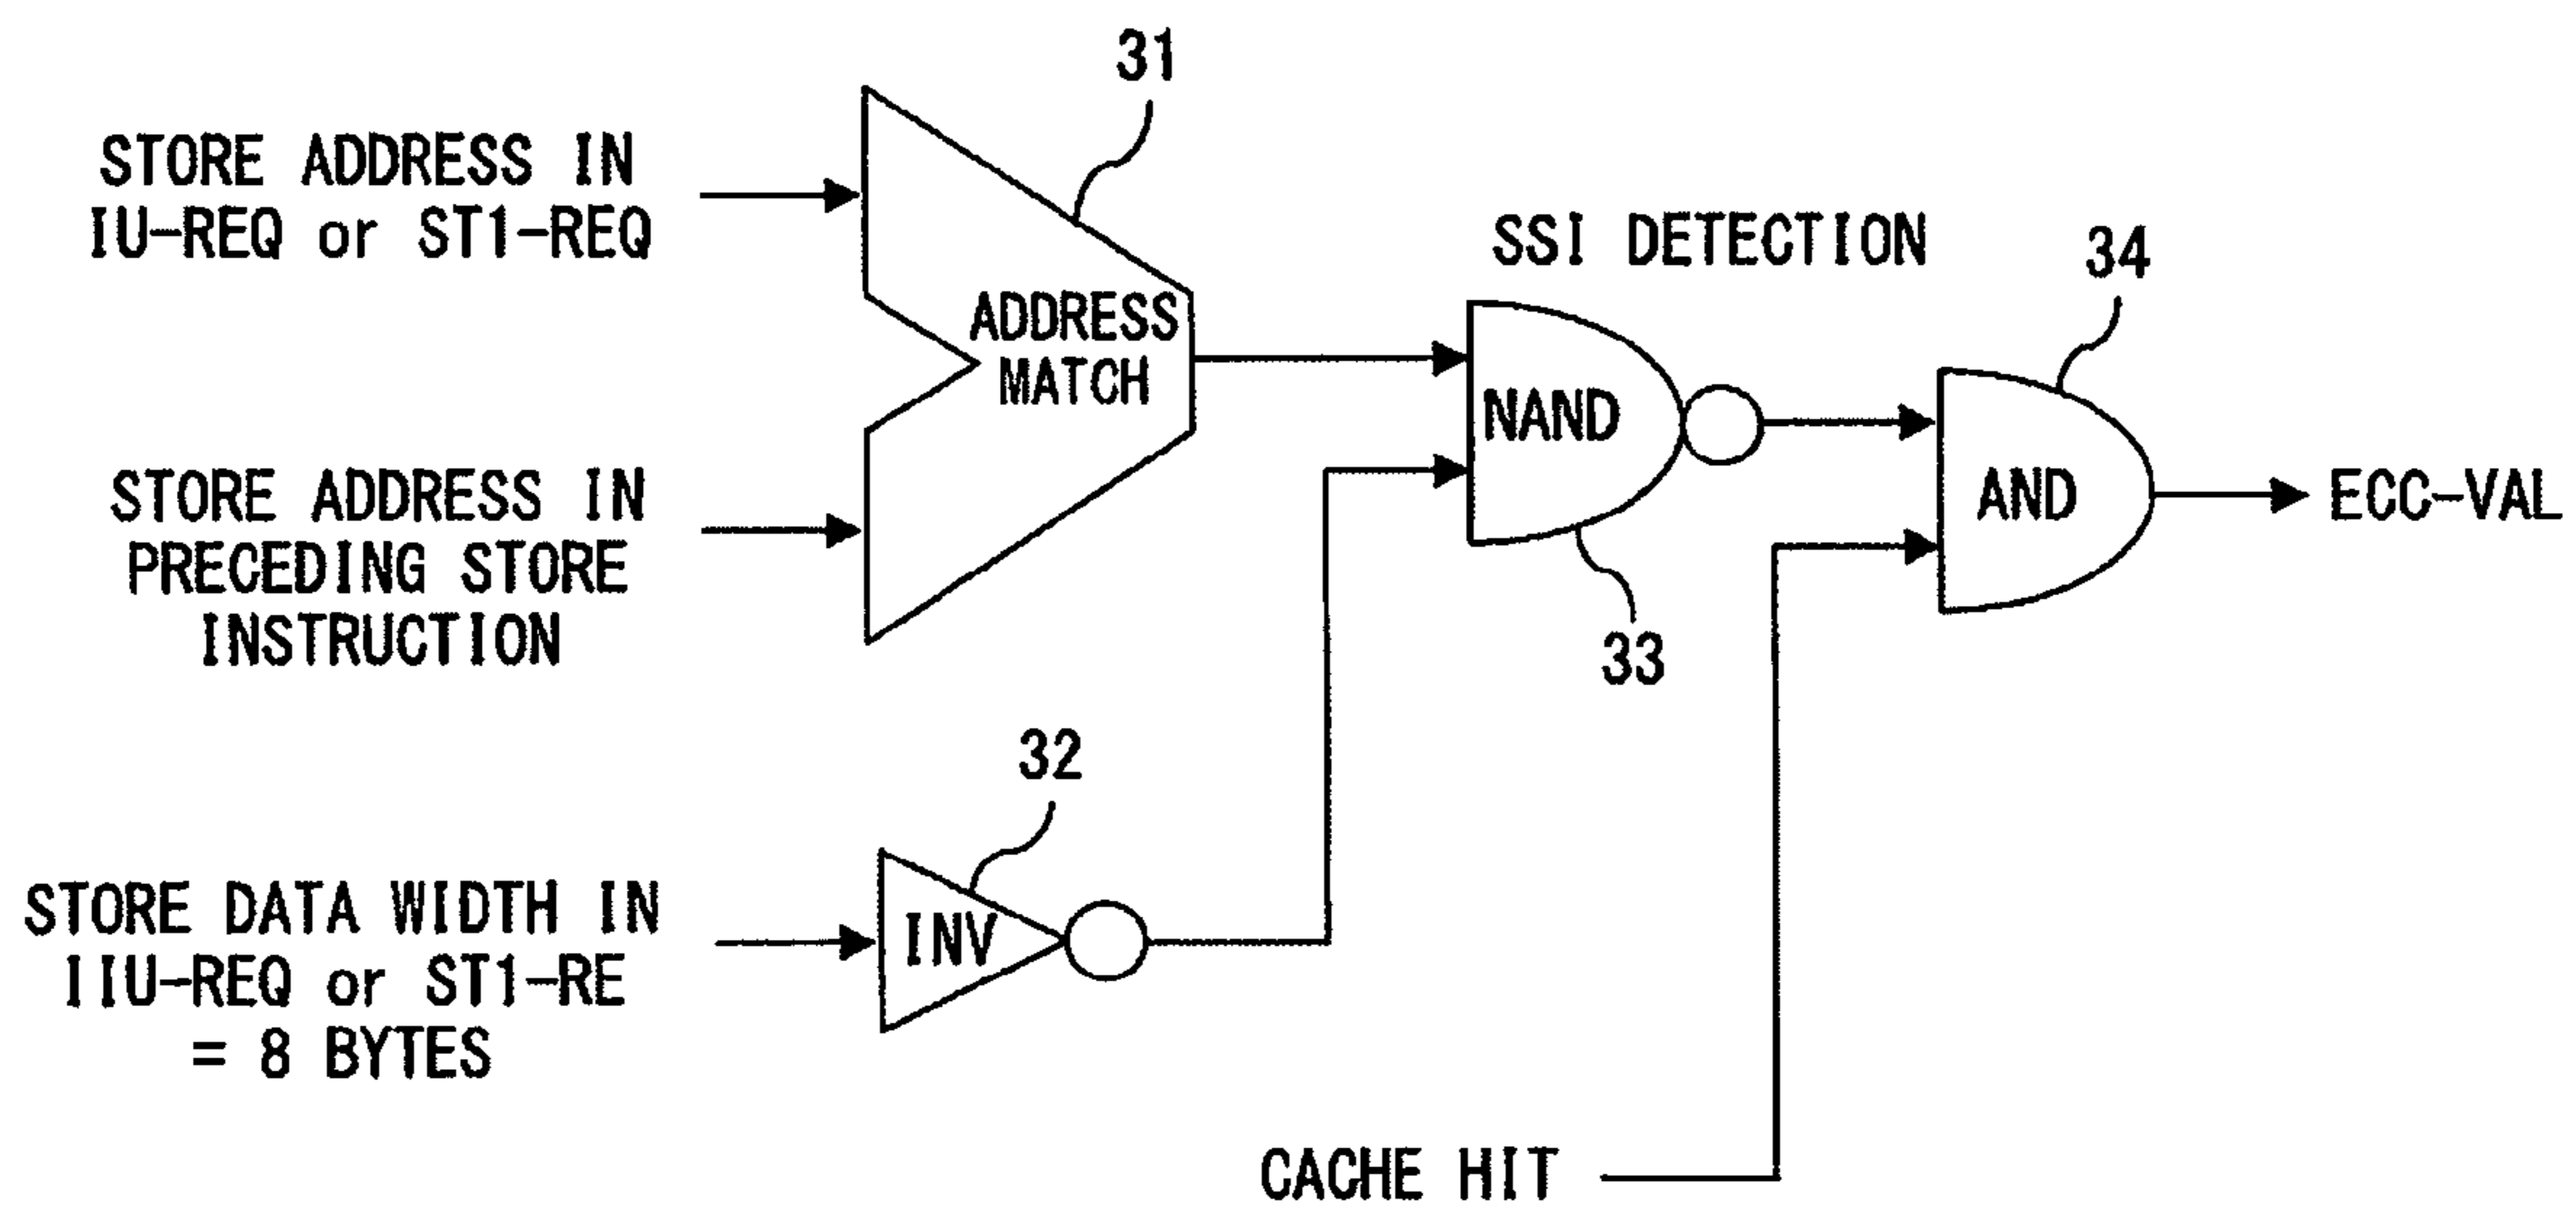 31
STORE ADDRESS IN
IU-REQ or ST1-REQ
ADDRESS
MATCH
SSI DETECTION
34
NAND
AND
ECC-VAL
STORE ADDRESS IN
PRECEDING STORE
INSTRUCTION
33
32
STORE DATA WIDTH IN
IIU-REQ or ST1-RE
= 8 BYTES
INV
CACHE HIT